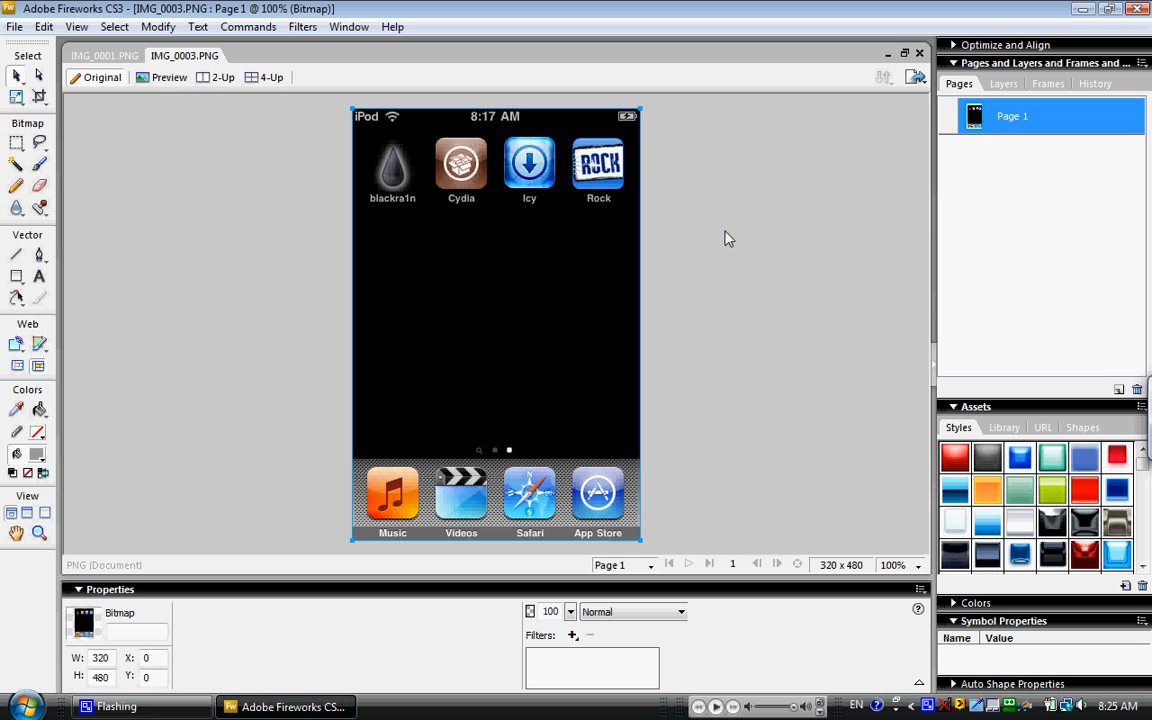 Adobe Fireworks CS3 - [IMG_0003.PNG : Page 1 @ 100% (Bitmap)]
File Edit View Select Modify Text Commands Filters Window Help
Select
IMG_0001.PNG IMG_0003.PNG
Original Preview 2-Up 4-Up
Bitmap
Vector
Web
Colors
View
iPod 8:17 AM
blackra1n Cydia Icy Rock
ROCK
Music Videos Safari App Store
PNG (Document)
Page 1 1 320 x 480 100%
Properties
Bitmap
W: 320 X: 0
H: 480 Y: 0
100 Normal
Filters:
Optimize and Align
Pages and Layers and Frames and ...
Pages Layers Frames History
Page 1
Assets
Styles Library URL Shapes
Colors
Symbol Properties
Name Value
Auto Shape Properties
Flashing Adobe Fireworks CS... EN 8:25 AM